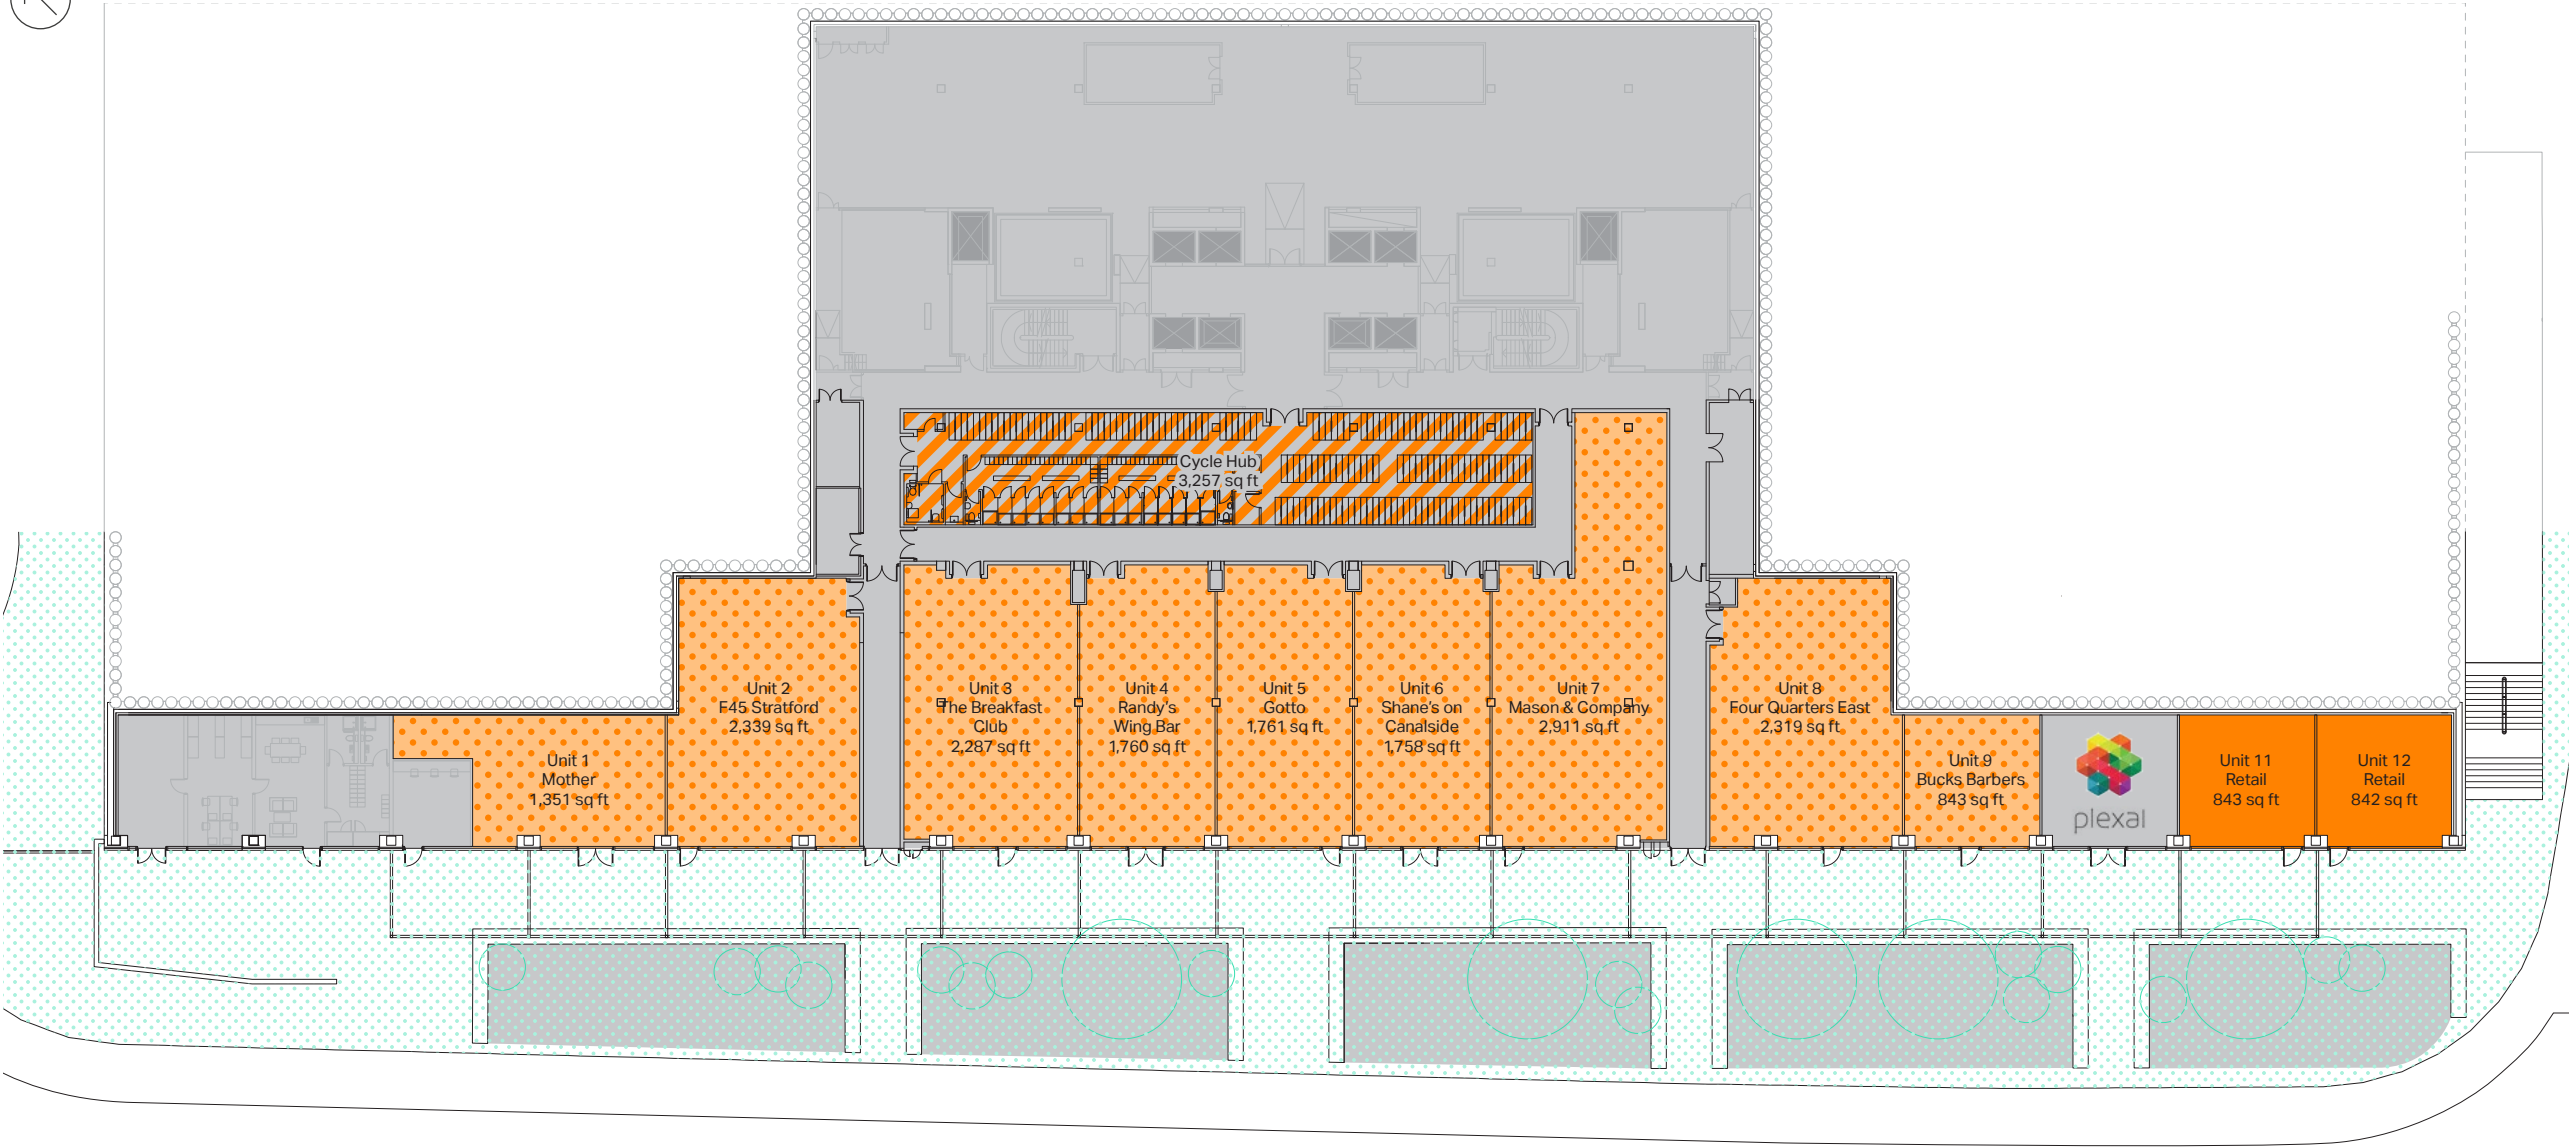 Cycle Hub
3,257 sq ft
Unit 1
Mother
1,351 sq ft
Unit 2
F45 Stratford
2,339 sq ft
Unit 3
The Breakfast
Club
2,287 sq ft
Unit 4
Randy's
Wing Bar
1,760 sq ft
Unit 5
Gotto
1,761 sq ft
Unit 6
Shane's on
Canalside
1,758 sq ft
Unit 7
Mason & Company
2,911 sq ft
Unit 8
Four Quarters East
2,319 sq ft
Unit 9
Bucks Barbers
843 sq ft
plexal
Unit 11
Retail
843 sq ft
Unit 12
Retail
842 sq ft